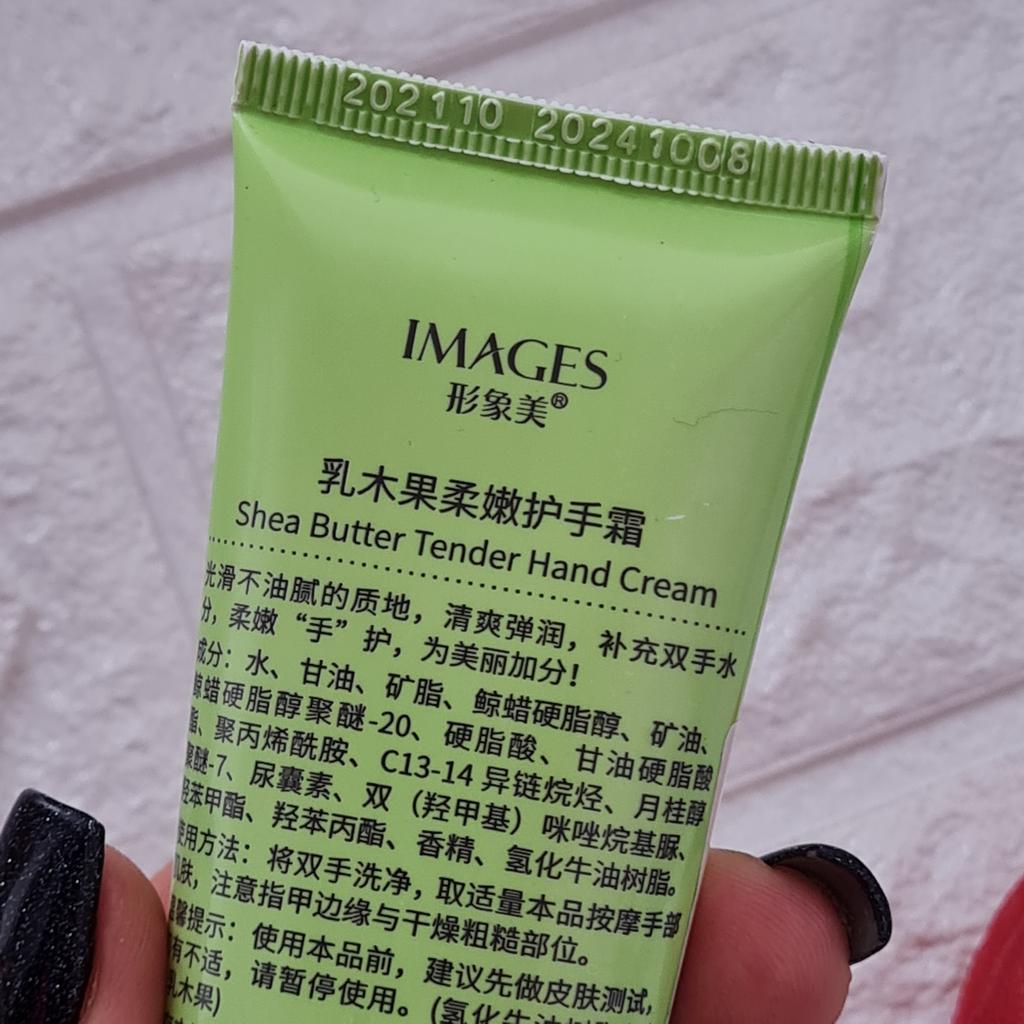 202110 20241008
IMAGES
形象美®
乳木果柔嫩护手霜
Shea Butter Tender Hand Cream
光滑不油腻的质地，清爽弹润，补充双手水
分，柔嫩“手”护，为美丽加分！
成分：水、甘油、矿脂、鲸蜡硬脂醇、矿油、
鲸蜡硬脂醇聚醚-20、硬脂酸、甘油硬脂酸
酯、聚丙烯酰胺、C13-14 异链烷烃、月桂醇
聚醚-7、尿囊素、双（羟甲基）咪唑烷基脲、
羟苯甲酯、羟苯丙酯、香精、氢化牛油树脂。
使用方法：将双手洗净，取适量本品按摩手部
肌肤，注意指甲边缘与干燥粗糙部位。
温馨提示：使用本品前，建议先做皮肤测试，
有不适，请暂停使用。(氢化牛油树
乳木果)